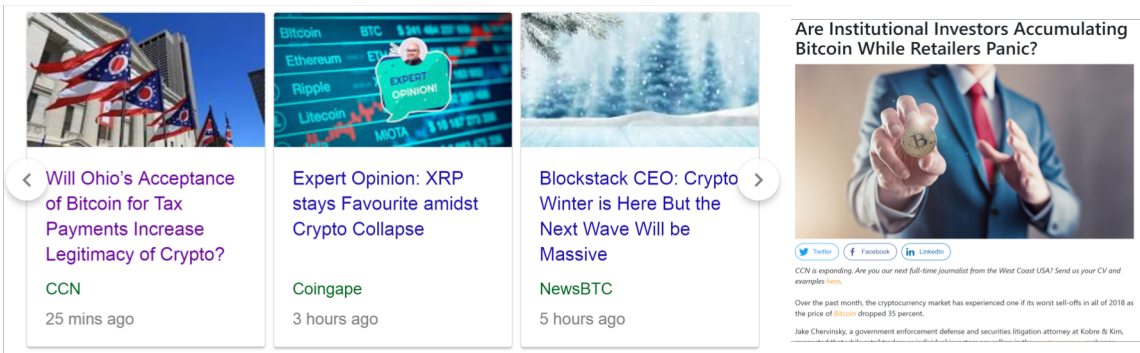 Will Ohio's Acceptance
of Bitcoin for Tax
Payments Increase
Legitimacy of Crypto?
CCN
25 mins ago
Bitcoin BTC
Ethereum
Ripple
Litecoin
MIOTA
EXPERT
OPINION!
Expert Opinion: XRP
stays Favourite amidst
Crypto Collapse
Coingape
3 hours ago
Blockstack CEO: Crypto
Winter is Here But the
Next Wave Will be
Massive
NewsBTC
5 hours ago
Are Institutional Investors Accumulating
Bitcoin While Retailers Panic?
Twitter Facebook LinkedIn
CCN is expanding. Are you our next full-time journalist from the West Coast USA? Send us your CV and
examples here.
Over the past month, the cryptocurrency market has experienced one if its worst sell-offs in all of 2018 as
the price of Bitcoin dropped 35 percent.
Jake Chervinsky, a government enforcement defense and securities litigation attorney at Kobre & Kim,